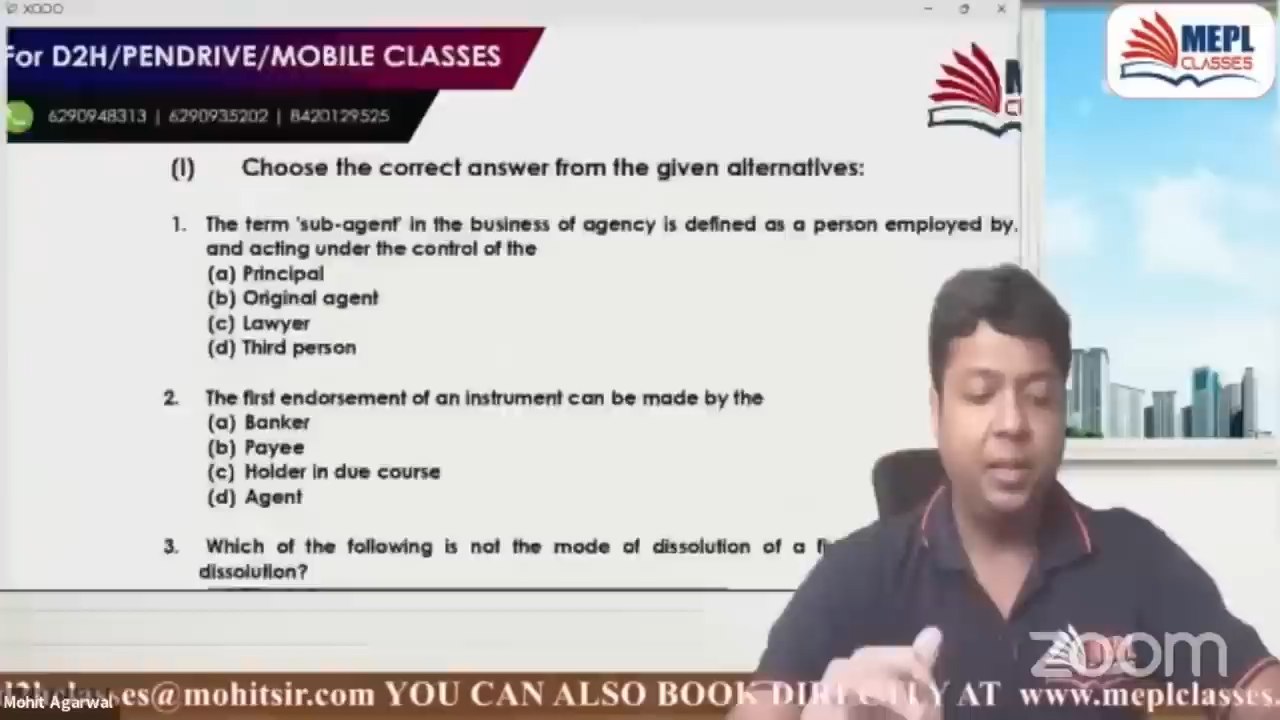 XODO
For D2H/PENDRIVE/MOBILE CLASSES
6290948313 | 6290935202 | 8420129525
MEPL
CLASSES
(I) Choose the correct answer from the given alternatives:
1. The term 'sub-agent' in the business of agency is defined as a person employed by.
and acting under the control of the
(a) Principal
(b) Original agent
(c) Lawyer
(d) Third person
2. The first endorsement of an instrument can be made by the
(a) Banker
(b) Payee
(c) Holder in due course
(d) Agent
3. Which of the following is not the mode of dissolution of a
dissolution?
zoom
Mohit Agarwal
es@mohitsir.com YOU CAN ALSO BOOK DIRECTLY AT www.meplclasses.